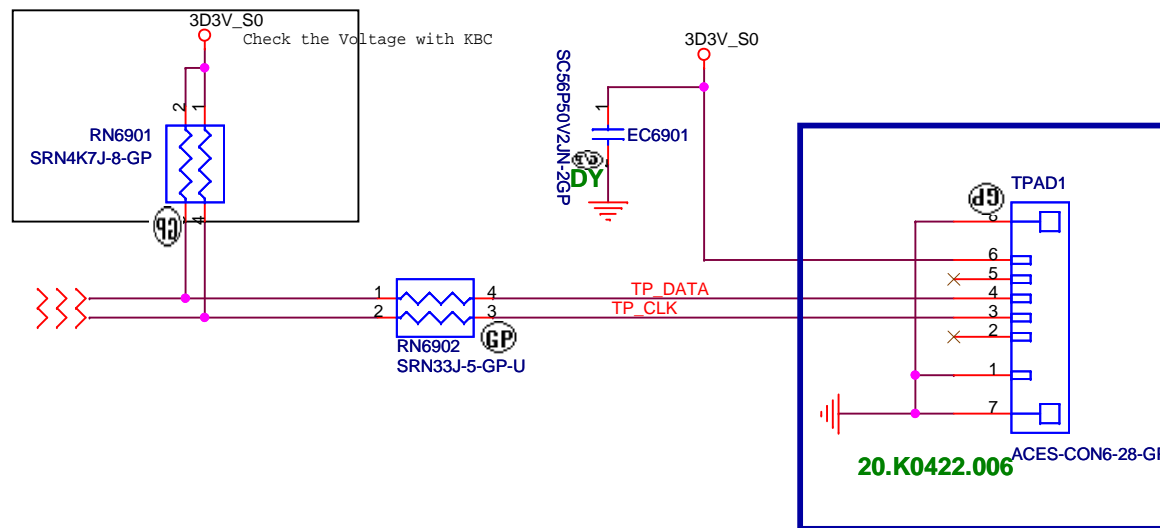 3D3V_S0
Check the Voltage with KBC
2
1
RN6901
SRN4K7J-8-GP
4
GP
1
2
4
3
RN6902
SRN33J-5-GP-U
GP
TP_DATA
TP_CLK
3D3V_S0
SC56P50V2JN-2GP
1
EC6901
DY
TPAD1
GP
8
6
5
4
3
2
1
7
ACES-CON6-28-GP
20.K0422.006